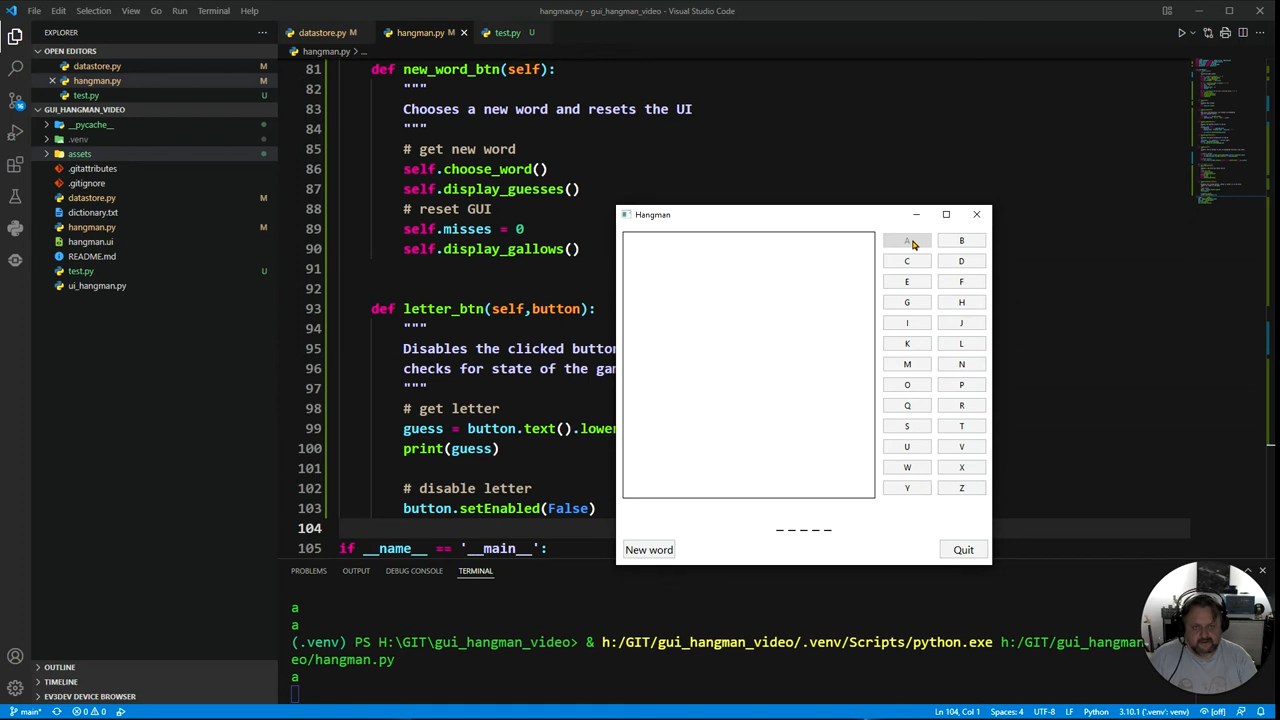 File Edit Selection View Go Run Terminal Help
hangman.py - gui_hangman_video - Visual Studio Code
EXPLORER
OPEN EDITORS
datastore.py M
hangman.py M
test.py U
GUI_HANGMAN_VIDEO
__pycache__
.venv
assets
.gitattributes
.gitignore
datastore.py M
dictionary.txt
hangman.py M
hangman.ui
README.md
test.py U
ui_hangman.py
OUTLINE
TIMELINE
EV3DEV DEVICE BROWSER
datastore.py M hangman.py M test.py U
hangman.py > ...
81 def new_word_btn(self):
82 """
83 Chooses a new word and resets the UI
84 """
85 # get new word
86 self.choose_word()
87 self.display_guesses()
88 # reset GUI
89 self.misses = 0
90 self.display_gallows()
91
92
93 def letter_btn(self,button):
94 """
95 Disables the clicked button
96 checks for state of the gam
97 """
98 # get letter
99 guess = button.text().lower
100 print(guess)
101
102 # disable letter
103 button.setEnabled(False)
104
105 if __name__ == '__main__':
Hangman
A B
C D
E F
G H
I J
K L
M N
O P
Q R
S T
U V
W X
Y Z
_ _ _ _ _
New word Quit
PROBLEMS OUTPUT DEBUG CONSOLE TERMINAL
a
a
(.venv) PS H:\GIT\gui_hangman_video> & h:/GIT/gui_hangman_video/.venv/Scripts/python.exe h:/GIT/gui_hangman
eo/hangman.py
a
main* 0 0 Ln 104, Col 1 Spaces: 4 UTF-8 LF Python 3.10.1 ('.venv': venv) [off]